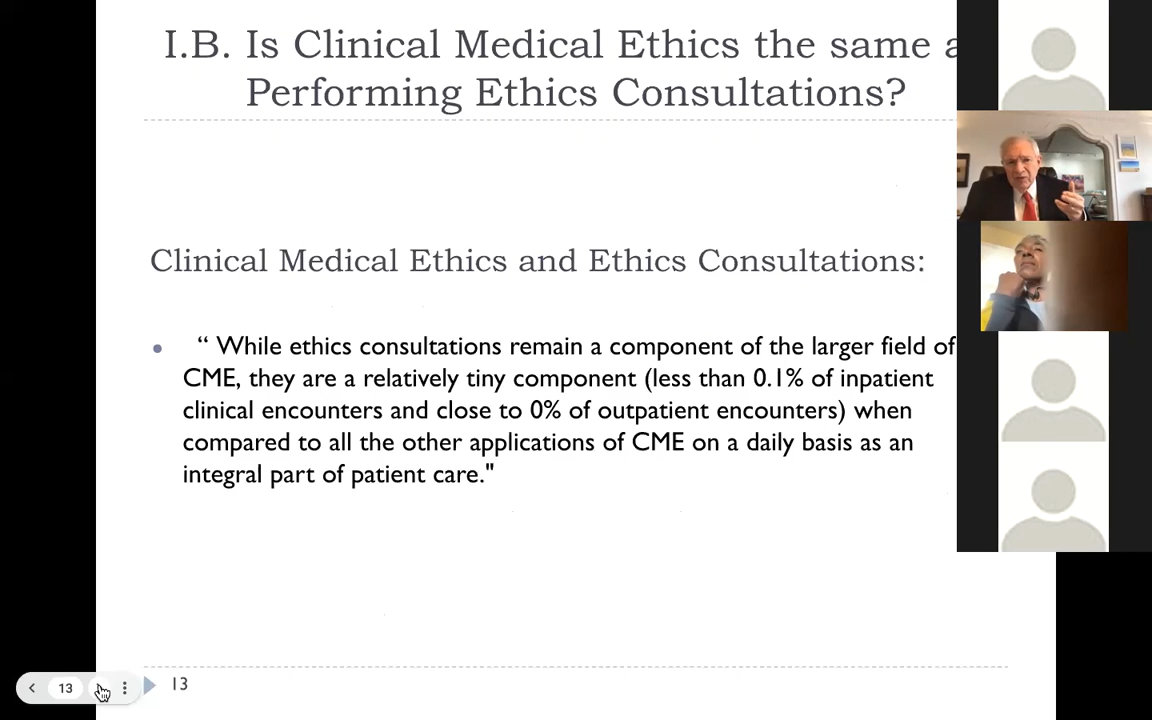 I.B. Is Clinical Medical Ethics the same a
Performing Ethics Consultations?
Clinical Medical Ethics and Ethics Consultations:
• “ While ethics consultations remain a component of the larger field of
CME, they are a relatively tiny component (less than 0.1% of inpatient
clinical encounters and close to 0% of outpatient encounters) when
compared to all the other applications of CME on a daily basis as an
integral part of patient care."
13
13